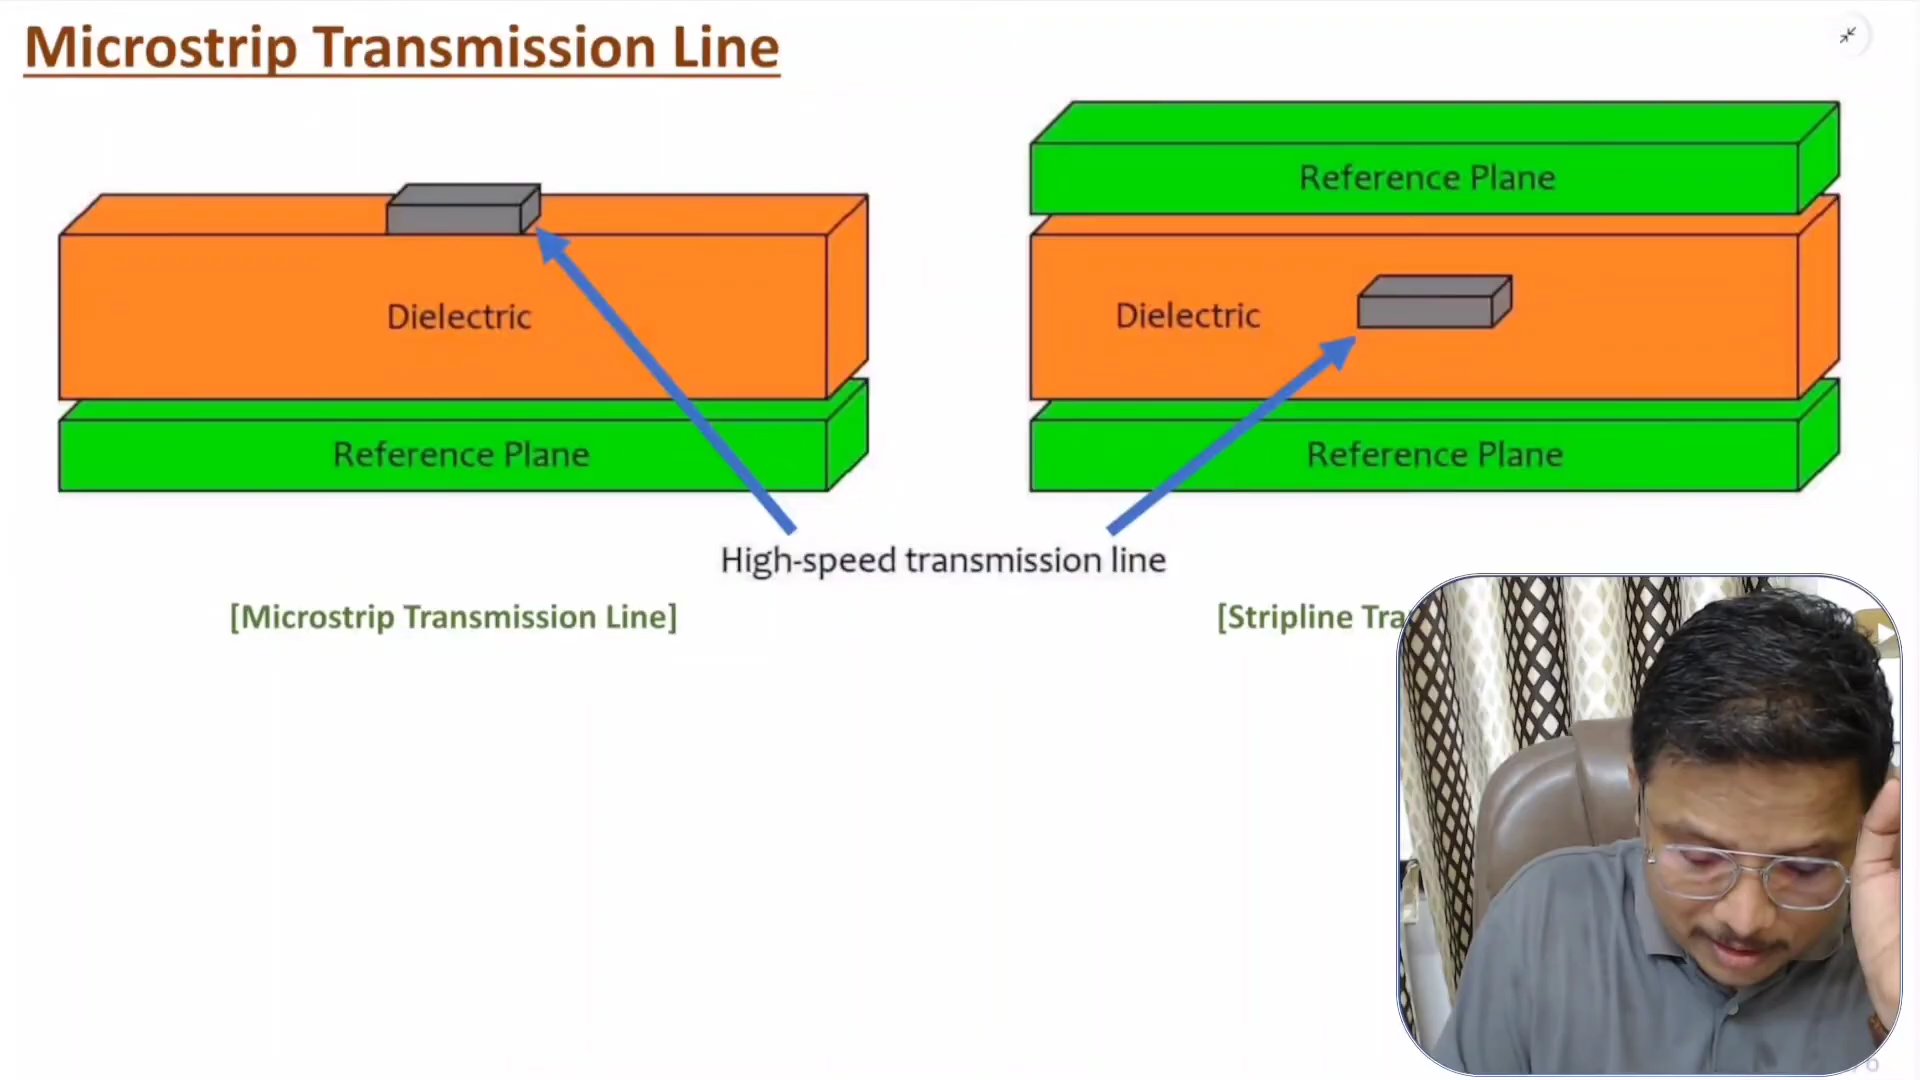 Microstrip Transmission Line
Reference Plane
Dielectric
Dielectric
Reference Plane
Reference Plane
High-speed transmission line
[Microstrip Transmission Line]
[Stripline